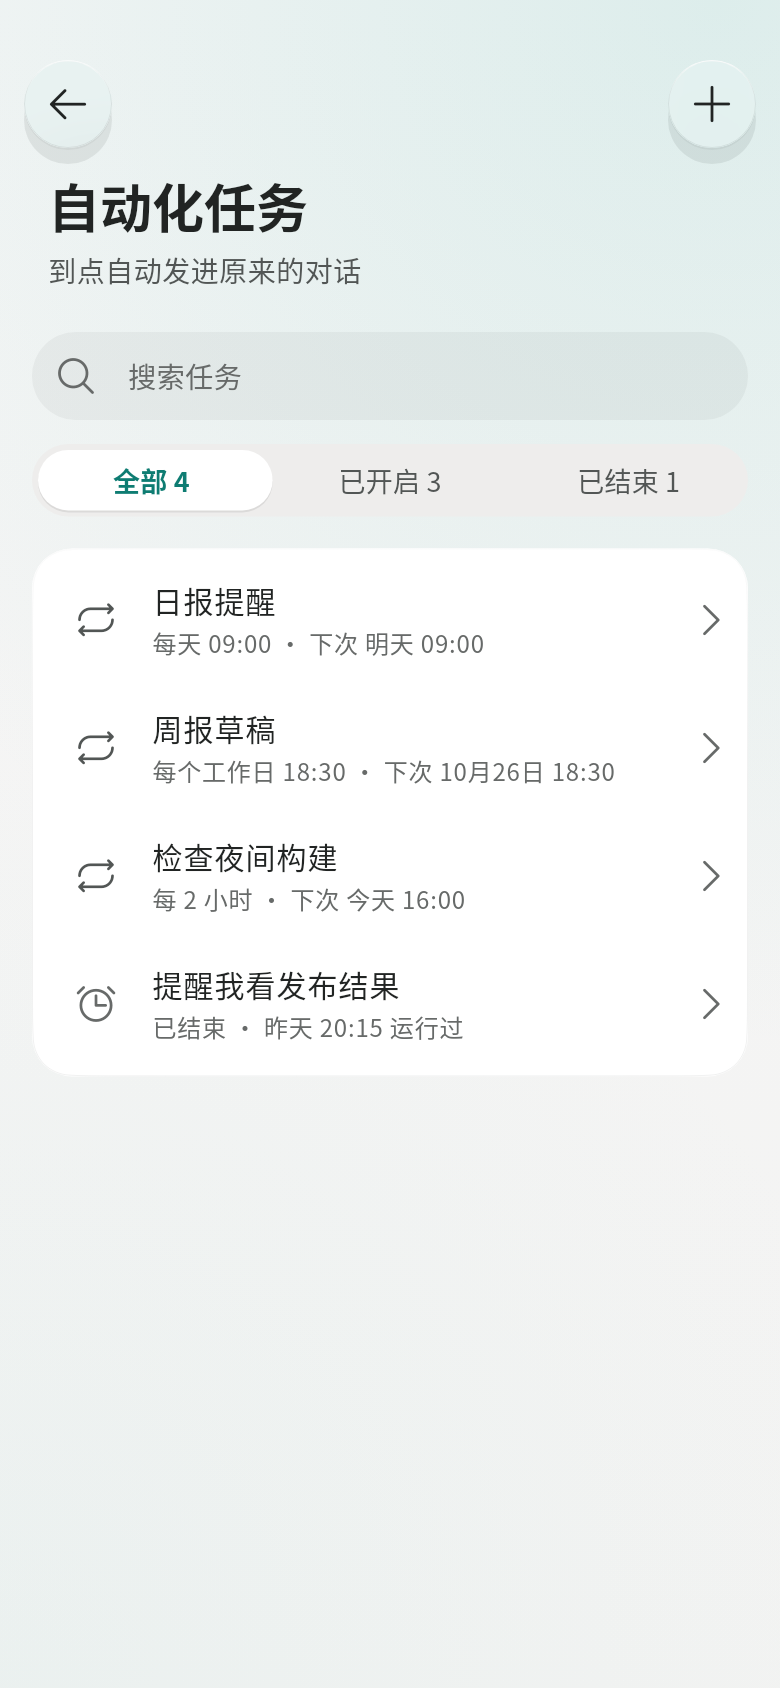 自动化任务
到点自动发进原来的对话
搜索任务
全部 4
已开启 3
已结束 1
日报提醒
每天 09:00 · 下次 明天 09:00
周报草稿
每个工作日 18:30 · 下次 10月26日 18:30
检查夜间构建
每 2 小时 · 下次 今天 16:00
提醒我看发布结果
已结束 · 昨天 20:15 运行过